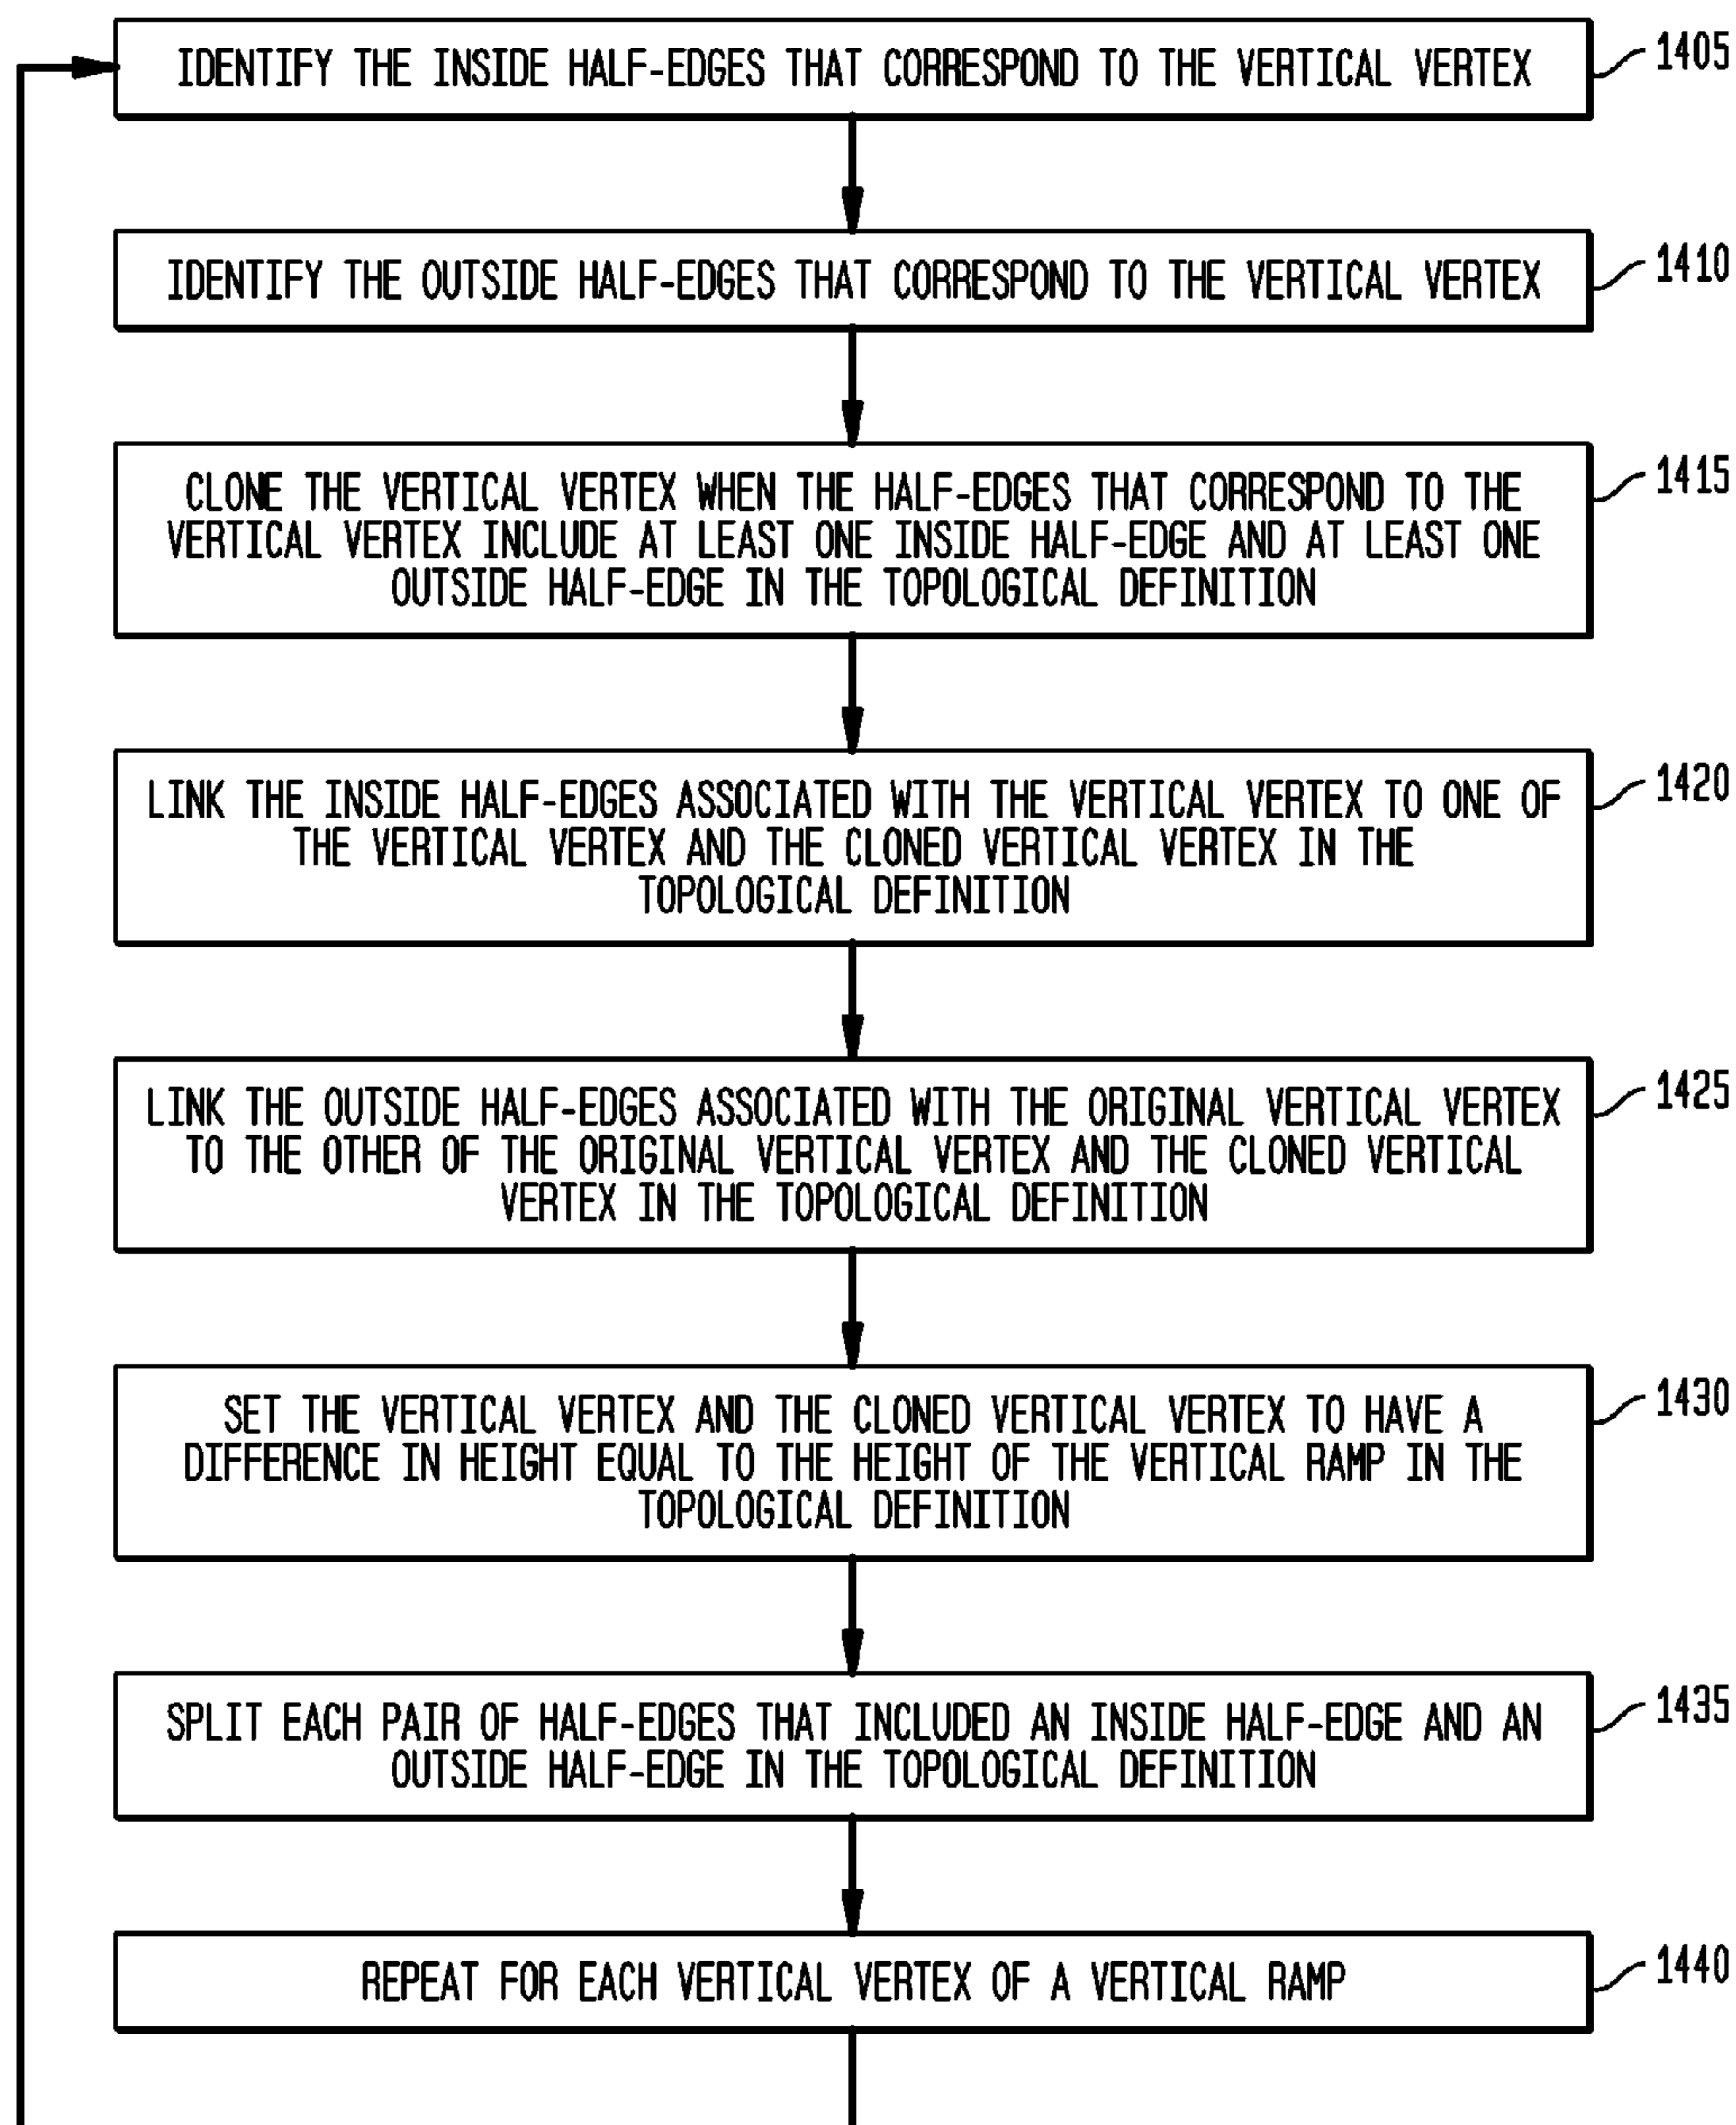 IDENTIFY THE INSIDE HALF-EDGES THAT CORRESPOND TO THE VERTICAL VERTEX
1405
IDENTIFY THE OUTSIDE HALF-EDGES THAT CORRESPOND TO THE VERTICAL VERTEX
1410
CLONE THE VERTICAL VERTEX WHEN THE HALF-EDGES THAT CORRESPOND TO THE
VERTICAL VERTEX INCLUDE AT LEAST ONE INSIDE HALF-EDGE AND AT LEAST ONE
OUTSIDE HALF-EDGE IN THE TOPOLOGICAL DEFINITION
1415
LINK THE INSIDE HALF-EDGES ASSOCIATED WITH THE VERTICAL VERTEX TO ONE OF
THE VERTICAL VERTEX AND THE CLONED VERTICAL VERTEX IN THE
TOPOLOGICAL DEFINITION
1420
LINK THE OUTSIDE HALF-EDGES ASSOCIATED WITH THE ORIGINAL VERTICAL VERTEX
TO THE OTHER OF THE ORIGINAL VERTICAL VERTEX AND THE CLONED VERTICAL
VERTEX IN THE TOPOLOGICAL DEFINITION
1425
SET THE VERTICAL VERTEX AND THE CLONED VERTICAL VERTEX TO HAVE A
DIFFERENCE IN HEIGHT EQUAL TO THE HEIGHT OF THE VERTICAL RAMP IN THE
TOPOLOGICAL DEFINITION
1430
SPLIT EACH PAIR OF HALF-EDGES THAT INCLUDED AN INSIDE HALF-EDGE AND AN
OUTSIDE HALF-EDGE IN THE TOPOLOGICAL DEFINITION
1435
REPEAT FOR EACH VERTICAL VERTEX OF A VERTICAL RAMP
1440